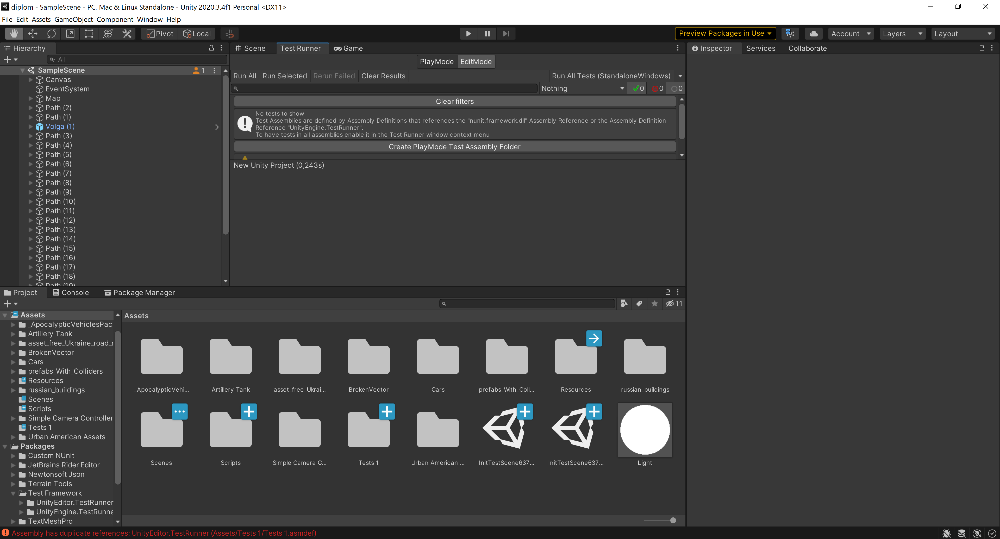 diplom - SampleScene - PC, Mac & Linux Standalone - Unity 2020.3.4f1 Personal <DX11>
File Edit Assets GameObject Component Window Help
Pivot Local
Preview Packages in Use Account Layers Layout
Hierarchy
All
SampleScene 1
Canvas
EventSystem
Map
Path (2)
Path (1)
Volga (1)
Path (3)
Path (4)
Path (5)
Path (6)
Path (7)
Path (8)
Path (9)
Path (10)
Path (11)
Path (12)
Path (13)
Path (14)
Path (15)
Path (16)
Path (17)
Path (18)
Scene Test Runner Game
PlayMode EditMode
Run All Run Selected Rerun Failed Clear Results Run All Tests (StandaloneWindows)
Nothing 0 0 0
Clear filters
No tests to show
Test Assemblies are defined by Assembly Definitions that references the "nunit.framework.dll" Assembly Reference or the Assembly Definition
Reference "UnityEngine.TestRunner".
To have tests in all assemblies enable it in the Test Runner window context menu
Create PlayMode Test Assembly Folder
New Unity Project (0,243s)
Inspector Services Collaborate
Project Console Package Manager
11
Assets
_ApocalypticVehiclesPac
Artillery Tank
asset_free_Ukraine_road_r
BrokenVector
Cars
prefabs_With_Colliders
Resources
russian_buildings
Scenes
Scripts
Simple Camera Controller
Tests 1
Urban American Assets
Packages
Custom NUnit
JetBrains Rider Editor
Newtonsoft Json
Terrain Tools
Test Framework
UnityEditor.TestRunner
UnityEngine.TestRunne
TextMeshPro
Assets
_ApocalypticVehi... Artillery Tank asset_free_Ukrai... BrokenVector Cars prefabs_With_Coll... Resources russian_buildings
Scenes Scripts Simple Camera C... Tests 1 Urban American ... InitTestScene637... InitTestScene637... Light
Assembly has duplicate references: UnityEditor.TestRunner (Assets/Tests 1/Tests 1.asmdef)